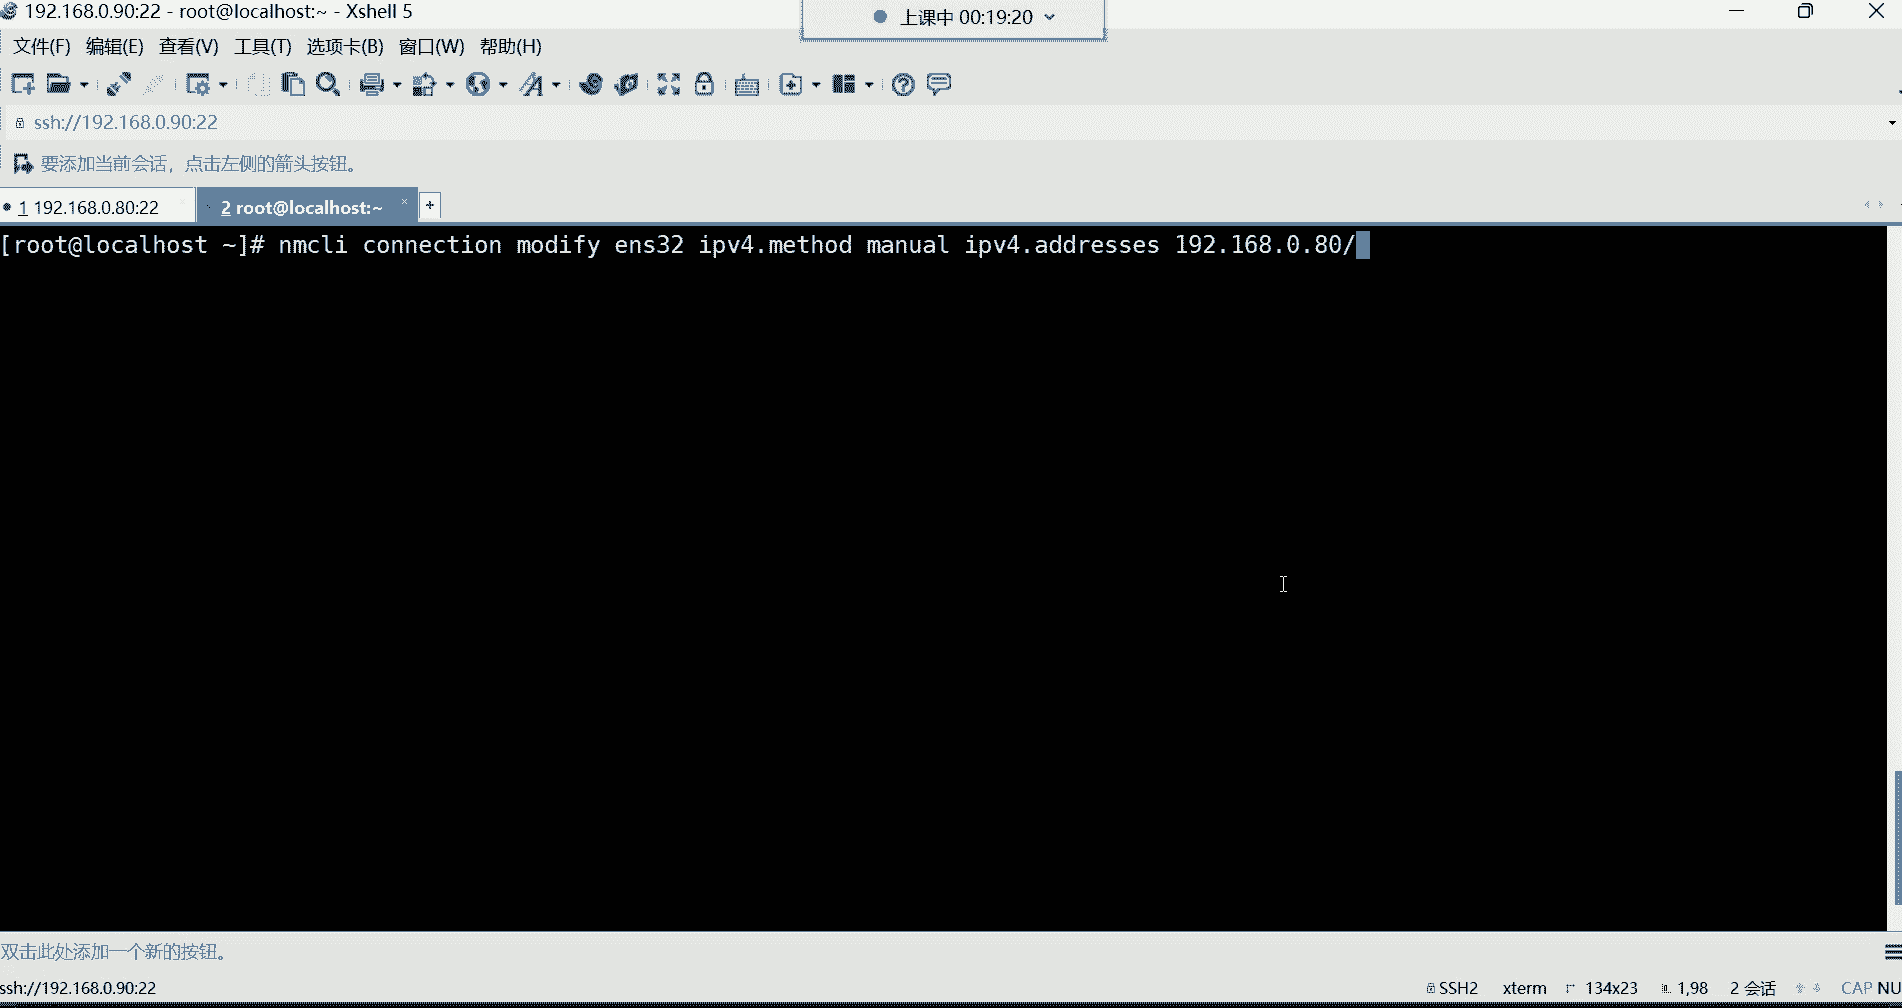 192.168.0.90:22 - root@localhost:~ - Xshell 5
上课中 00:19:20
文件(F) 编辑(E) 查看(V) 工具(T) 选项卡(B) 窗口(W) 帮助(H)
ssh://192.168.0.90:22
要添加当前会话，点击左侧的箭头按钮。
1 192.168.0.80:22
2 root@localhost:~
[root@localhost ~]# nmcli connection modify ens32 ipv4.method manual ipv4.addresses 192.168.0.80/
双击此处添加一个新的按钮。
ssh://192.168.0.90:22
SSH2 xterm 134x23 1,98 2 会话 CAP NU